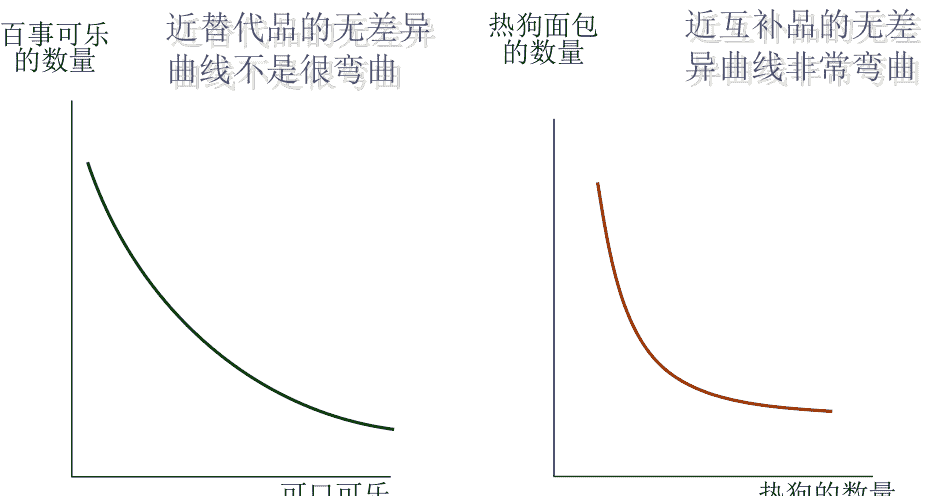 百事可乐
的数量
近替代品的无差异
曲线不是很弯曲
可口可乐
热狗面包
的数量
近互补品的无差
异曲线非常弯曲
热狗的数量